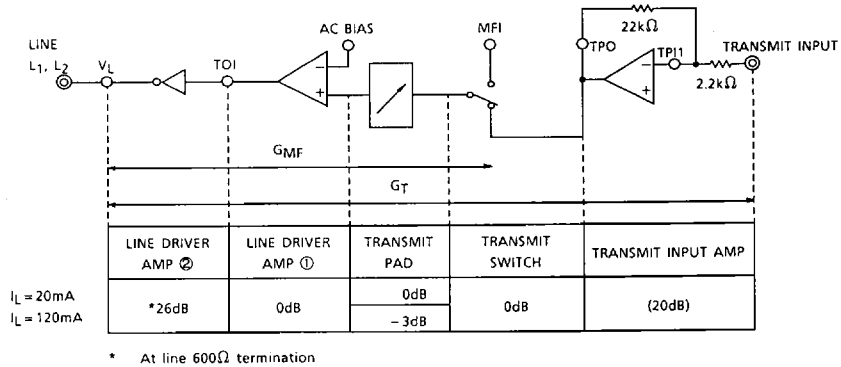 LINE
L1, L2
VL
TOI
AC BIAS
MFI
TPO
22kΩ
TPI1
TRANSMIT INPUT
2.2kΩ
−
+
−
+
GMF
GT
LINE DRIVER AMP ②
LINE DRIVER AMP ①
TRANSMIT PAD
TRANSMIT SWITCH
TRANSMIT INPUT AMP
IL = 20mA
IL = 120mA
*26dB
0dB
0dB
−3dB
0dB
(20dB)
* At line 600Ω termination